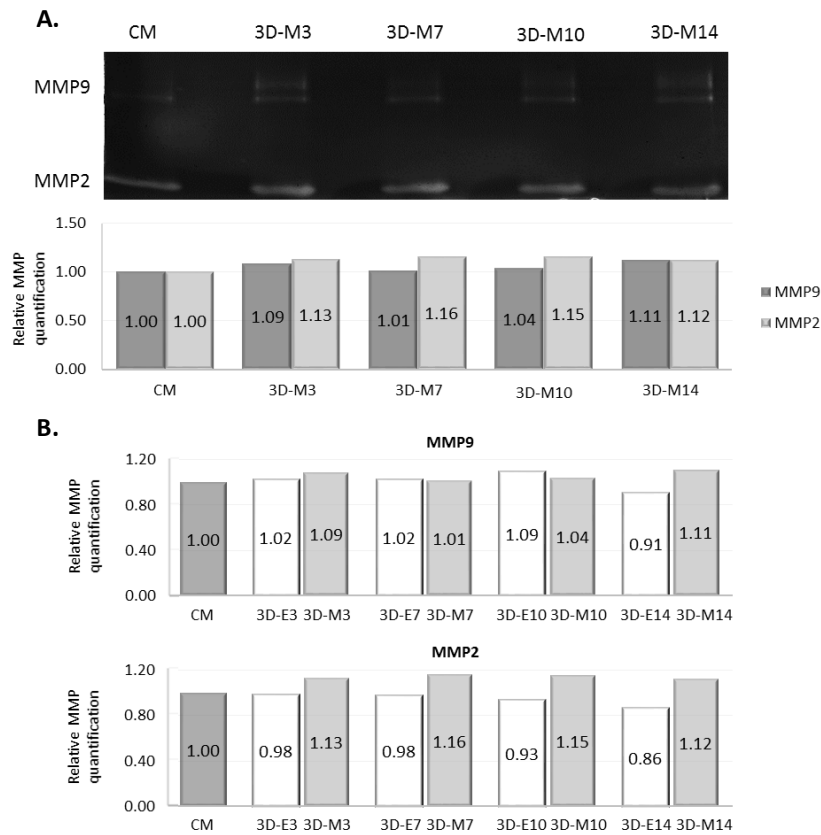 A.
CM 3D-M3 3D-M7 3D-M10 3D-M14
MMP9
MMP2
Relative MMP
quantification
1.50
1.00
0.50
0.00
1.00 1.00 1.09 1.13 1.01 1.16 1.04 1.15 1.11 1.12
CM 3D-M3 3D-M7 3D-M10 3D-M14
MMP9
MMP2
B.
MMP9
Relative MMP
quantification
1.20
0.80
0.40
0.00
1.00 1.02 1.09 1.02 1.01 1.09 1.04 0.91 1.11
CM 3D-E3 3D-M3 3D-E7 3D-M7 3D-E10 3D-M10 3D-E14 3D-M14
MMP2
Relative MMP
quantification
1.20
0.80
0.40
0.00
1.00 0.98 1.13 0.98 1.16 0.93 1.15 0.86 1.12
CM 3D-E3 3D-M3 3D-E7 3D-M7 3D-E10 3D-M10 3D-E14 3D-M14